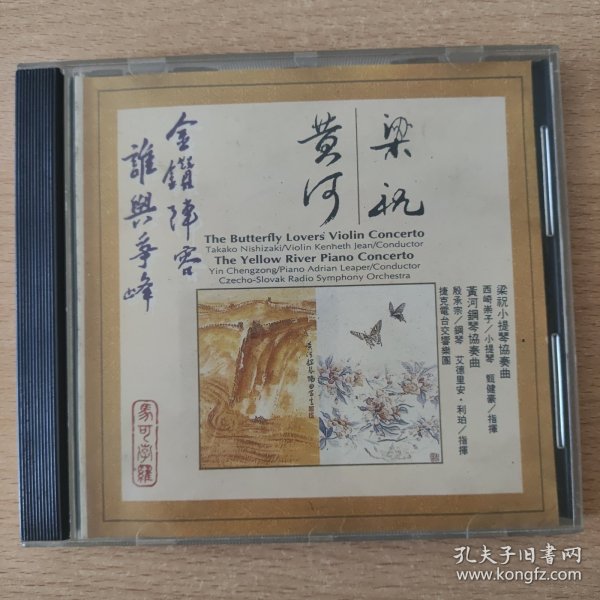 梁祝
黄河
金鑽陣容
誰與爭峰
The Butterfly Lovers' Violin Concerto
Takako Nishizaki/Violin Kenheth Jean/Conductor
The Yellow River Piano Concerto
Yin Chengzong/Piano Adrian Leaper/Conductor
Czecho-Slovak Radio Symphony Orchestra
梁祝小提琴協奏曲
西崎崇子╱小提琴 甄健豪╱指揮
黃河鋼琴協奏曲
殷承宗╱鋼琴 艾德里安・利珀╱指揮
捷克電台交響樂團
馬可孛羅
孔夫子旧书网
www.kongfz.com